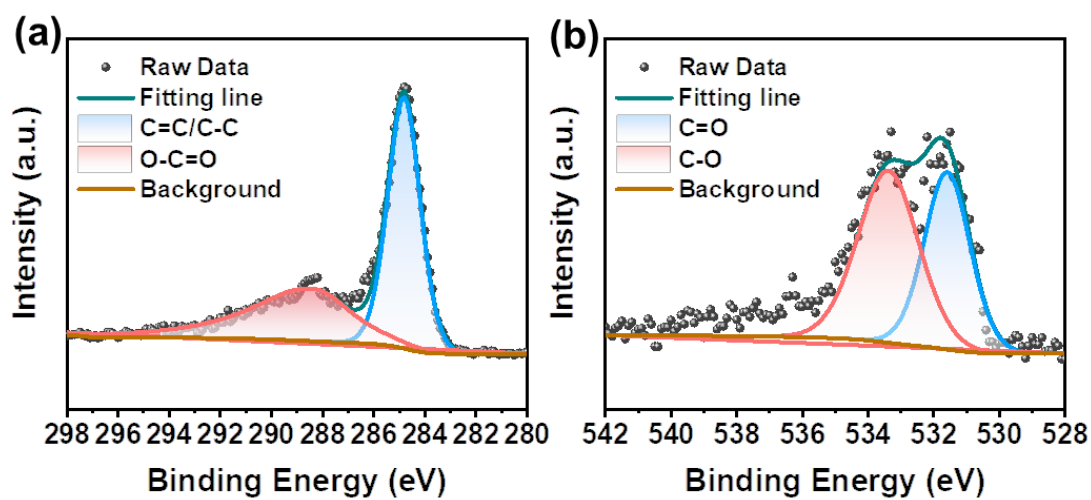 (a)
Raw Data
Fitting line
C=C/C-C
O-C=O
Background
Intensity (a.u.)
298 296 294 292 290 288 286 284 282 280
Binding Energy (eV)
(b)
Raw Data
Fitting line
C=O
C-O
Background
Intensity (a.u.)
542 540 538 536 534 532 530 528
Binding Energy (eV)